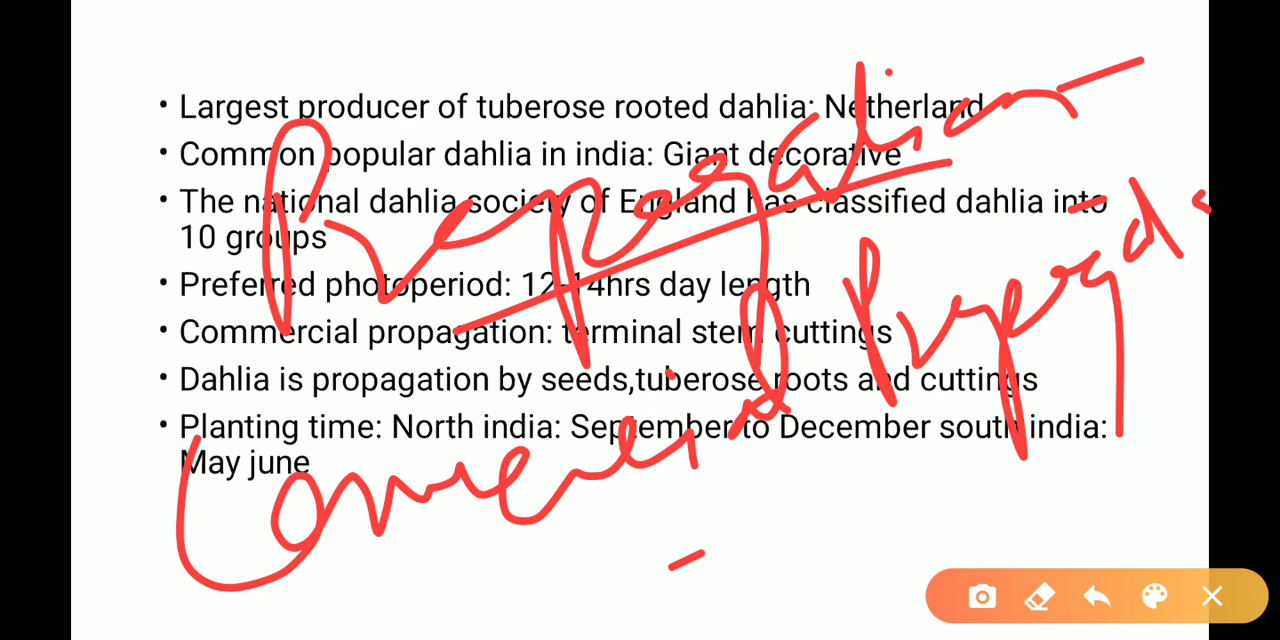 • Largest producer of tuberose rooted dahlia: Netherland
• Common popular dahlia in india: Giant decorative
• The national dahlia society of England has classified dahlia into
10 groups
• Preferred photoperiod: 12-14hrs day length
• Commercial propagation: terminal stem cuttings
• Dahlia is propagation by seeds,tuberose roots and cuttings
• Planting time: North india: September to December south india:
May june
Propagation